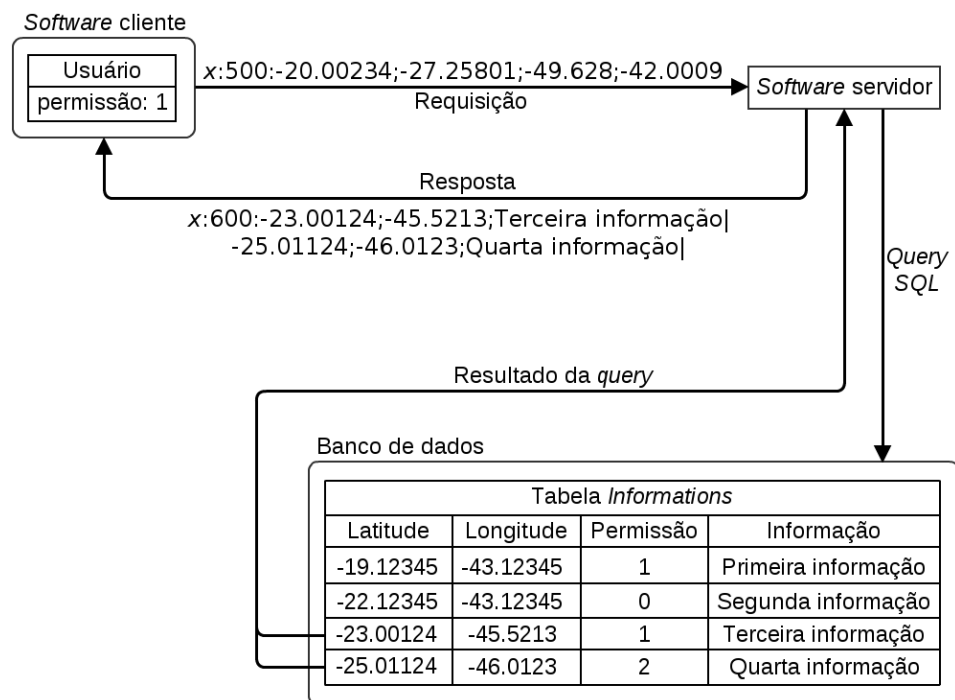 Software cliente
Usuário
permissão: 1
x:500:-20.00234;-27.25801;-49.628;-42.0009
Requisição
Software servidor
Resposta
x:600:-23.00124;-45.5213;Terceira informação|
-25.01124;-46.0123;Quarta informação|
Query
SQL
Resultado da query
Banco de dados
Tabela Informations
Latitude Longitude Permissão Informação
-19.12345 -43.12345 1 Primeira informação
-22.12345 -43.12345 0 Segunda informação
-23.00124 -45.5213 1 Terceira informação
-25.01124 -46.0123 2 Quarta informação